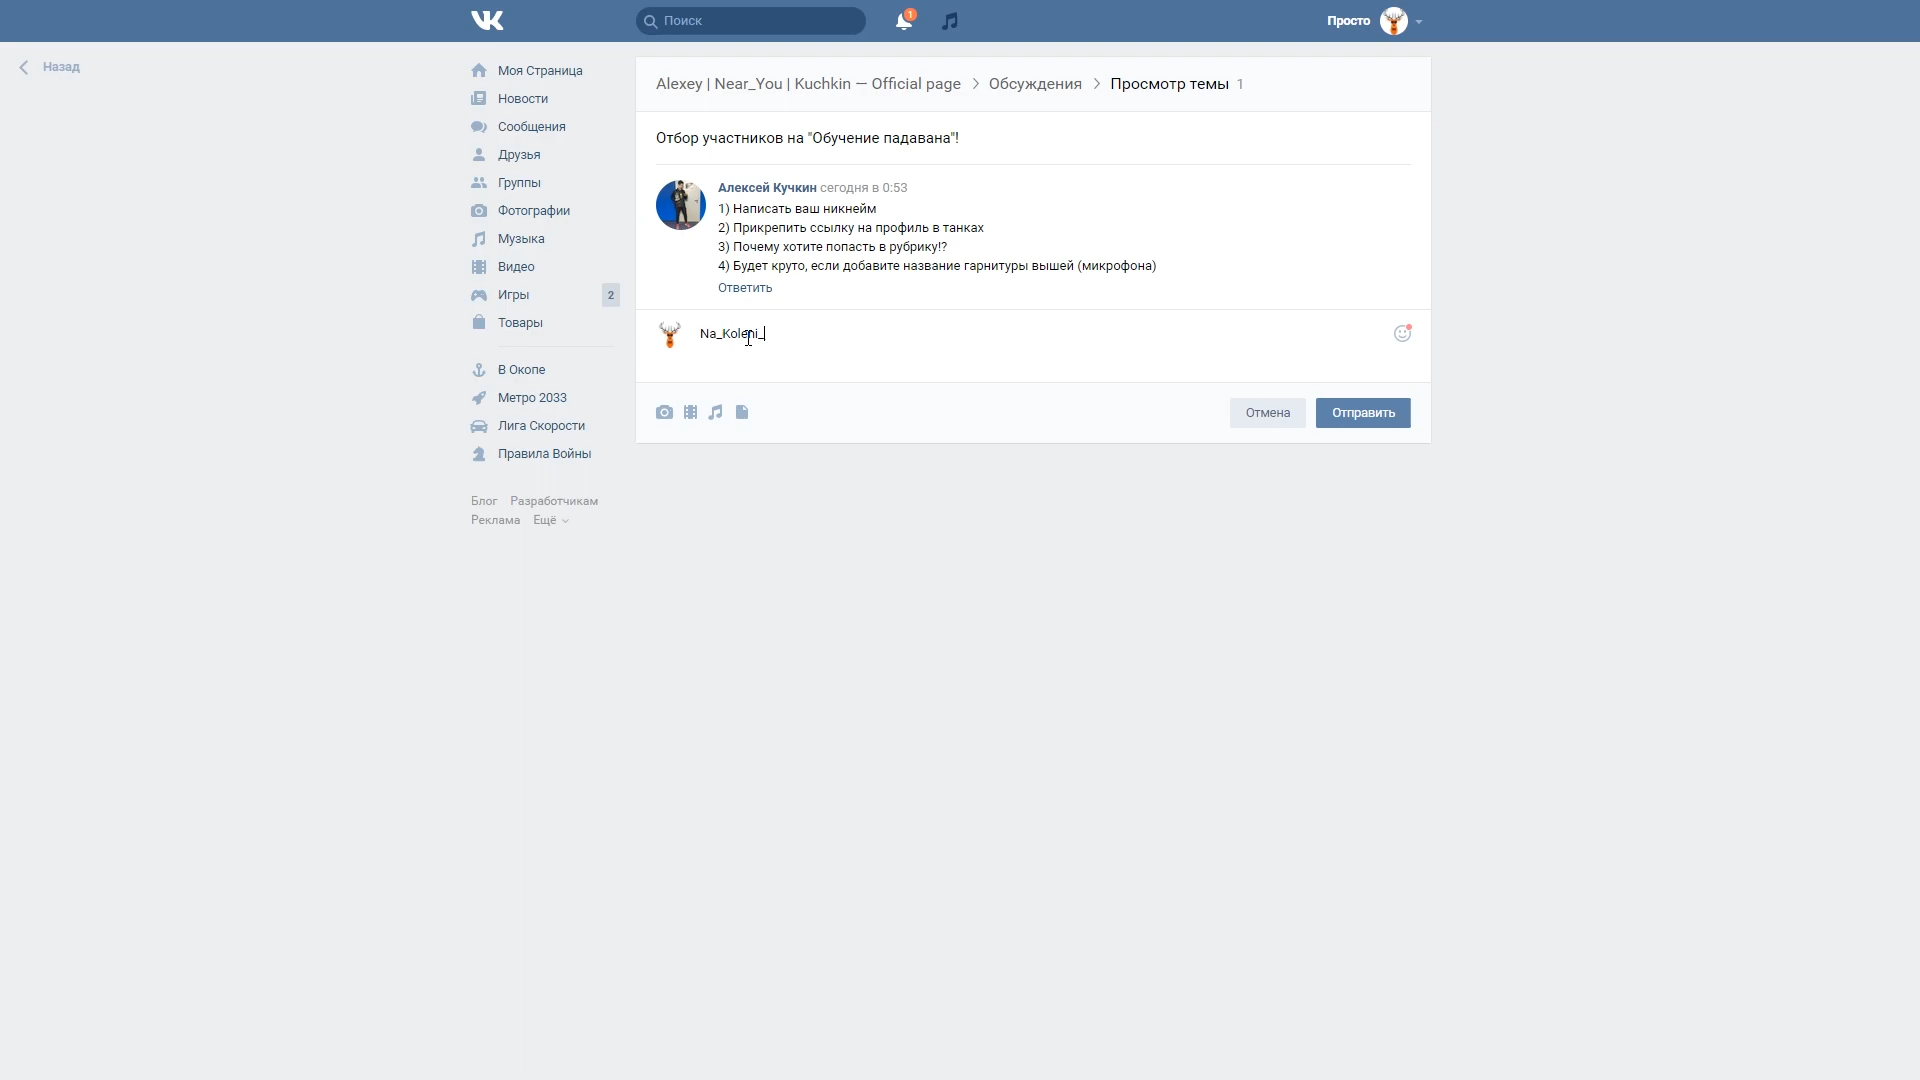 Поиск
1
Просто
Назад
Моя Страница
Новости
Сообщения
Друзья
Группы
Фотографии
Музыка
Видео
Игры 2
Товары
В Окопе
Метро 2033
Лига Скорости
Правила Войны
Блог Разработчикам
Реклама Ещё
Alexey | Near_You | Kuchkin — Official page > Обсуждения > Просмотр темы 1
Отбор участников на "Обучение падавана"!
Алексей Кучкин сегодня в 0:53
1) Написать ваш никнейм
2) Прикрепить ссылку на профиль в танках
3) Почему хотите попасть в рубрику!?
4) Будет круто, если добавите название гарнитуры вышей (микрофона)
Ответить
Na_Koleni_
Отмена Отправить